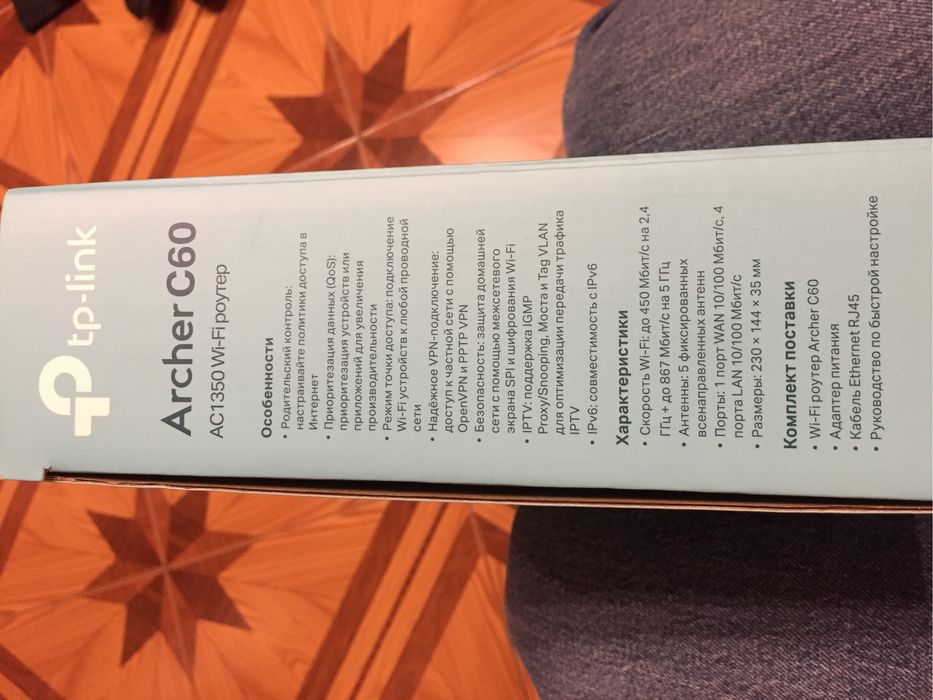 tp-link
Archer C60
AC1350 Wi-Fi роутер
Особенности
• Родительский контроль:
настраивайте политики доступа в
Интернет
• Приоритезация данных (QoS):
приоритезация устройств или
приложений для увеличения
производительности
• Режим точки доступа: подключение
Wi-Fi устройств к любой проводной
сети
• Надёжное VPN-подключение:
доступ к частной сети с помощью
OpenVPN и PPTP VPN
• Безопасность: защита домашней
сети с помощью межсетевого
экрана SPI и шифрования Wi-Fi
• IPTV: поддержка IGMP
Proxy/Snooping, Моста и Tag VLAN
для оптимизации передачи трафика
IPTV
• IPv6: совместимость с IPv6
Характеристики
• Скорость Wi-Fi: до 450 Мбит/с на 2,4
ГГц + до 867 Мбит/с на 5 ГГц
• Антенны: 5 фиксированных
всенаправленных антенн
• Порты: 1 порт WAN 10/100 Мбит/с, 4
порта LAN 10/100 Мбит/с
• Размеры: 230 × 144 × 35 мм
Комплект поставки
• Wi-Fi роутер Archer C60
• Адаптер питания
• Кабель Ethernet RJ45
• Руководство по быстрой настройке